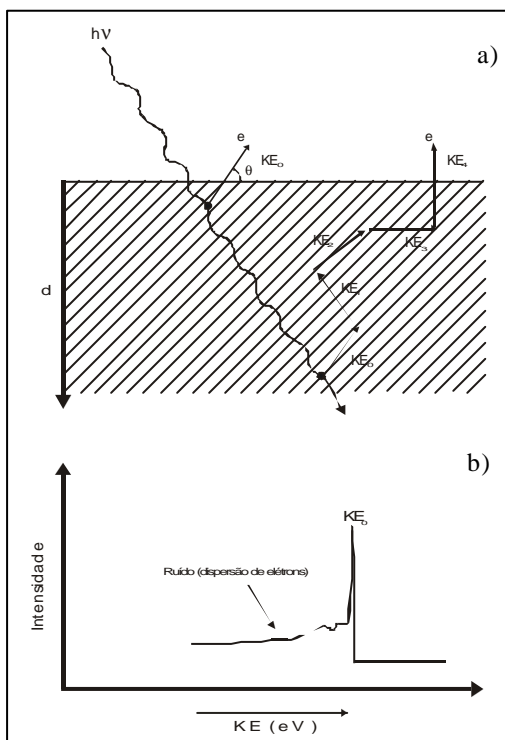 hν
a)
e
KE₀
θ
e
KE₄
KE₂
KE₃
d
KE₁
KE₀
b)
KE₀
Ruído (dispersão de elétrons)
Intensidade
KE (eV)